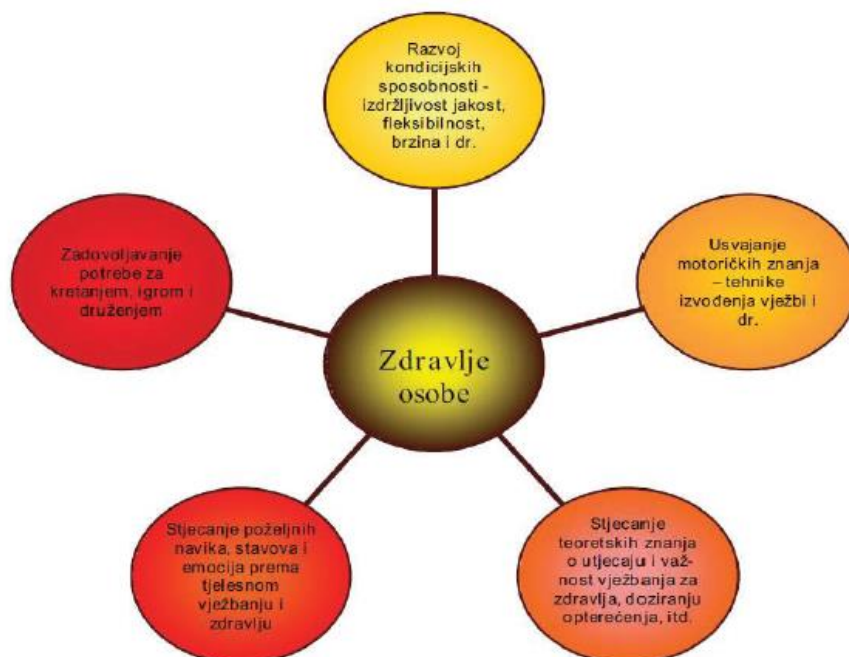 Razvoj
kondicijskih
sposobnosti -
izdržljivost jakost,
fleksibilnost,
brzina i dr.
Zadovoljavanje
potrebe za
kretanjem, igrom i
druženjem
Usvajanje
motoričkih znanja
– tehnike
izvođenja vježbi i
dr.
Zdravlje
osobe
Stjecanje poželjnih
navika, stavova i
emocija prema
tjelesnom
vježbanju i
zdravlju
Stjecanje
teoretskih znanja
o utjecaju i važ-
nost vježbanja za
zdravlja, doziranju
opterećenja, itd.